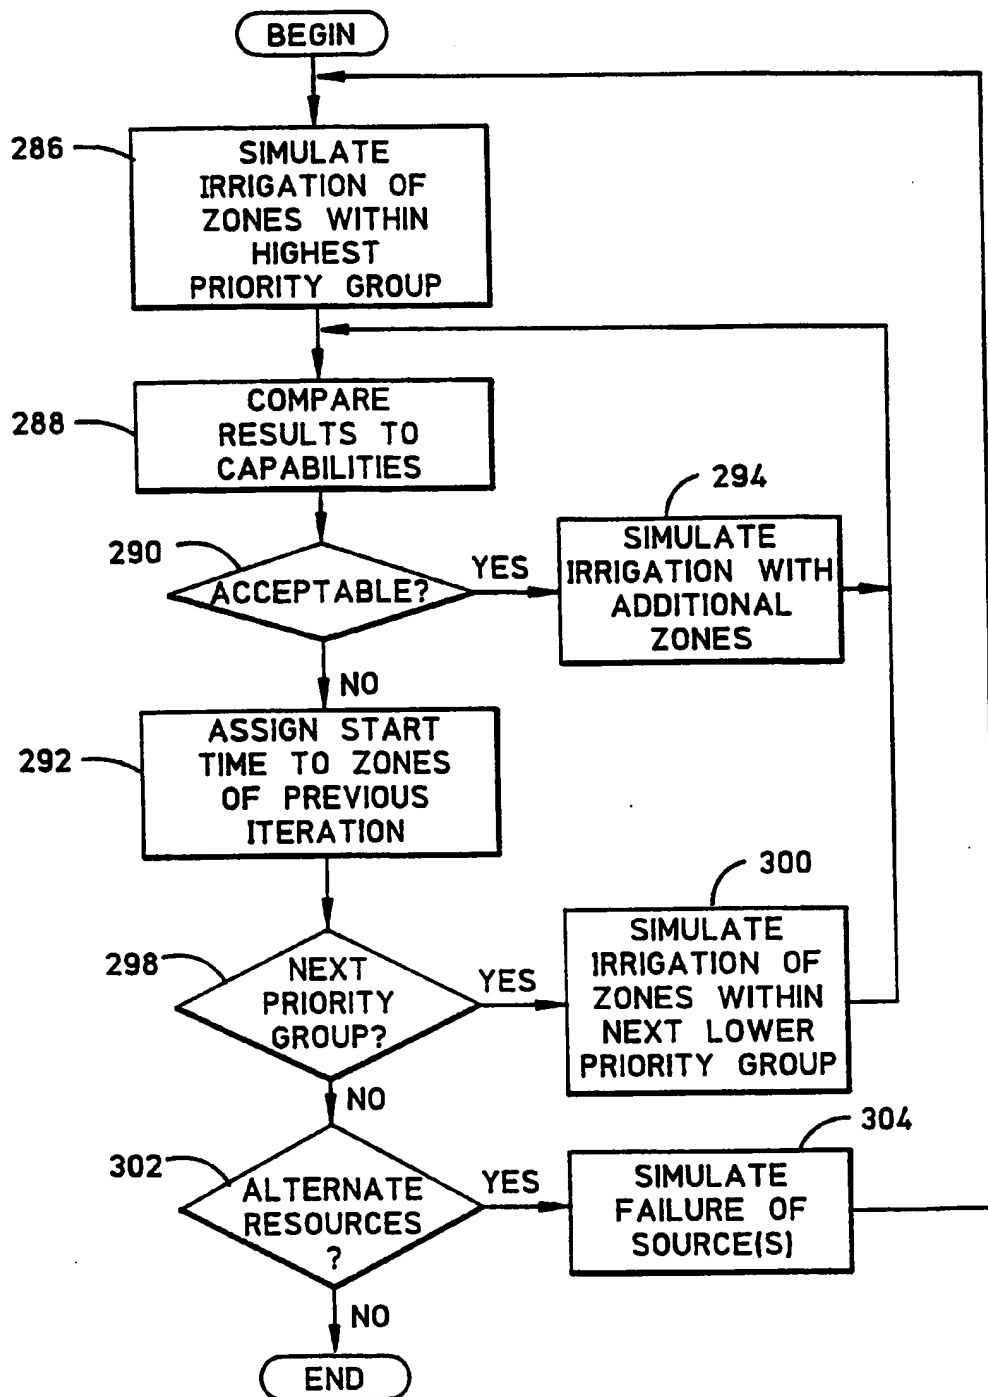 BEGIN
286
SIMULATE
IRRIGATION OF
ZONES WITHIN
HIGHEST
PRIORITY GROUP
288
COMPARE
RESULTS TO
CAPABILITIES
290
ACCEPTABLE?
YES
294
SIMULATE
IRRIGATION WITH
ADDITIONAL
ZONES
NO
292
ASSIGN START
TIME TO ZONES
OF PREVIOUS
ITERATION
298
NEXT
PRIORITY
GROUP?
YES
300
SIMULATE
IRRIGATION OF
ZONES WITHIN
NEXT LOWER
PRIORITY GROUP
NO
302
ALTERNATE
RESOURCES
?
YES
304
SIMULATE
FAILURE OF
SOURCE(S)
NO
END